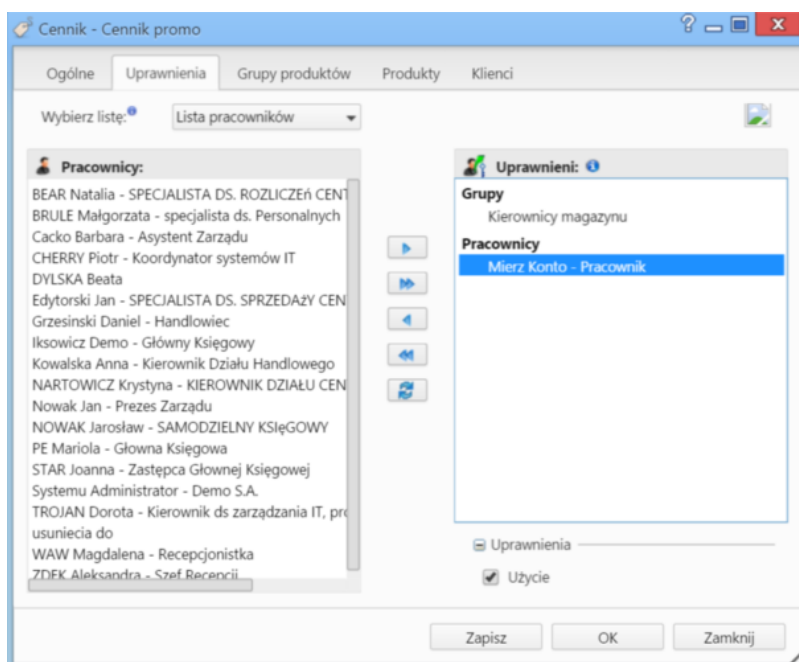 Cennik - Cennik promo
Ogólne Uprawnienia Grupy produktów Produkty Klienci
Wybierz listę: Lista pracowników
Pracownicy:
BEAR Natalia - SPECJALISTA DS. ROZLICZEń CENT
BRULE Małgorzata - specjalista ds. Personalnych
Cacko Barbara - Asystent Zarządu
CHERRY Piotr - Koordynator systemów IT
DYLSKA Beata
Edytorski Jan - SPECJALISTA DS. SPRZEDAżY CEN
Grzesinski Daniel - Handlowiec
Iksowicz Demo - Główny Księgowy
Kowalska Anna - Kierownik Działu Handlowego
NARTOWICZ Krystyna - KIEROWNIK DZIAŁU CEN
Nowak Jan - Prezes Zarządu
NOWAK Jarosław - SAMODZIELNY KSIęGOWY
PE Mariola - Głowna Księgowa
STAR Joanna - Zastępca Głownej Księgowej
Systemu Administrator - Demo S.A.
TROJAN Dorota - Kierownik ds zarządzania IT, pro
usuniecia do
WAW Magdalena - Recepcjonistka
ZDEK Aleksandra - Szef Recepcji
Uprawnieni:
Grupy
Kierownicy magazynu
Pracownicy
Mierz Konto - Pracownik
Uprawnienia
Użycie
Zapisz OK Zamknij